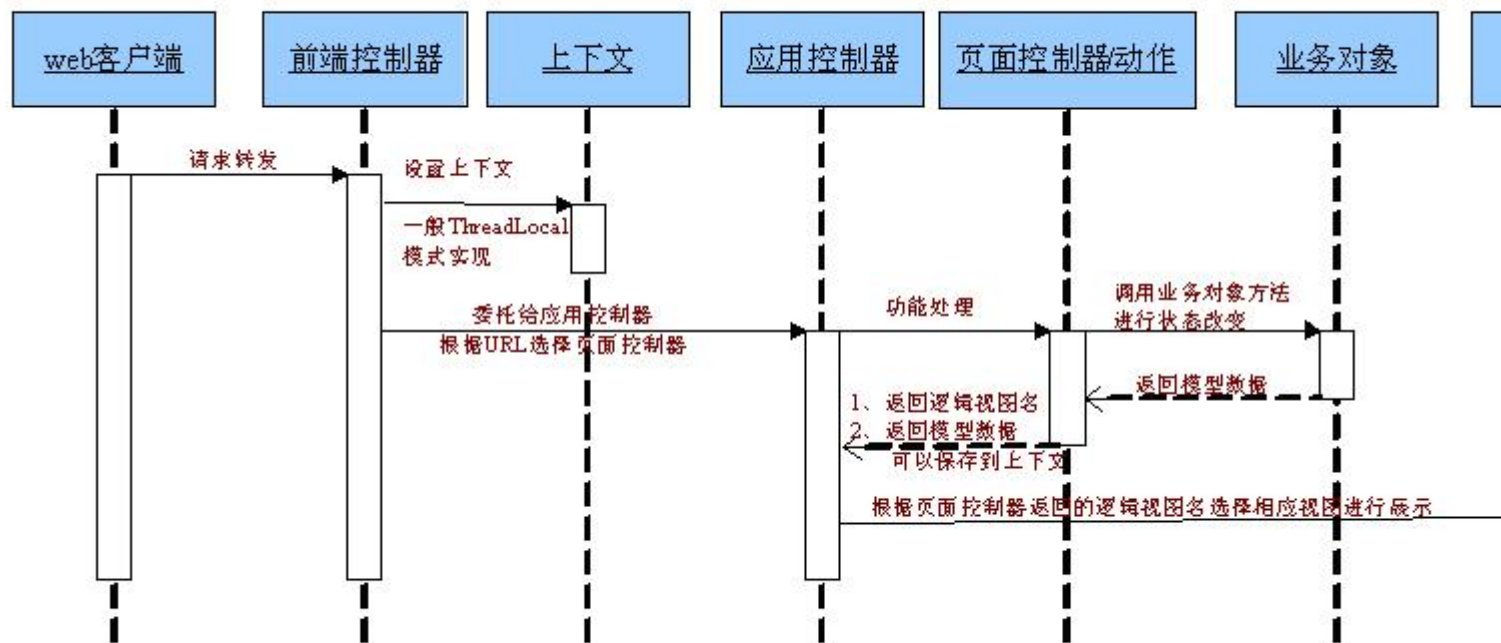 web客户端
前端控制器
上下文
应用控制器
页面控制器/动作
业务对象
请求转发
设置上下文
一般ThreadLocal
模式实现
委托给应用控制器
根据URL选择页面控制器
功能处理
调用业务对象方法
进行状态改变
返回模型数据
1、返回逻辑视图名
2、返回模型数据
可以保存到上下文
根据页面控制器返回的逻辑视图名选择相应视图进行展示